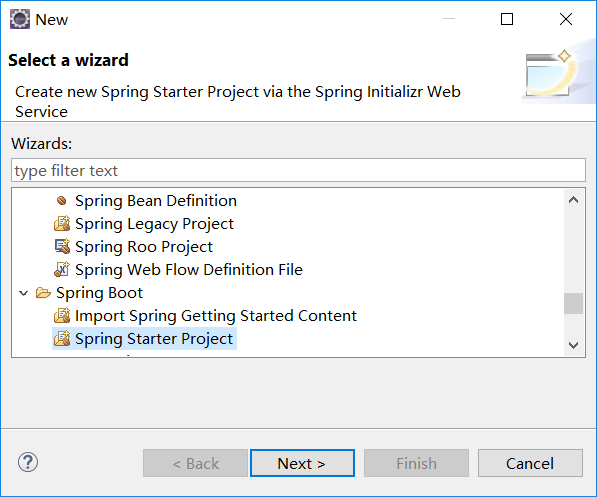 New
Select a wizard
Create new Spring Starter Project via the Spring Initializr Web
Service
Wizards:
type filter text
Spring Bean Definition
Spring Legacy Project
Spring Roo Project
Spring Web Flow Definition File
Spring Boot
Import Spring Getting Started Content
Spring Starter Project
?
< Back
Next >
Finish
Cancel